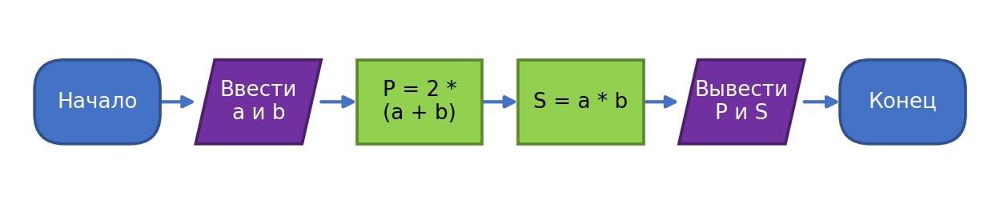 Начало
Ввести
a и b
P = 2 *
(a + b)
S = a * b
Вывести
P и S
Конец